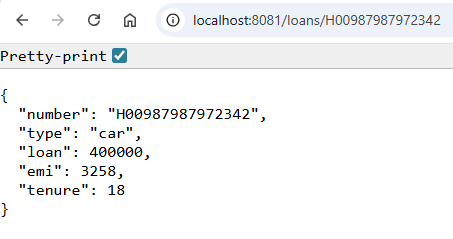 localhost:8081/loans/H00987987972342
Pretty-print
{
"number": "H00987987972342",
"type": "car",
"loan": 400000,
"emi": 3258,
"tenure": 18
}